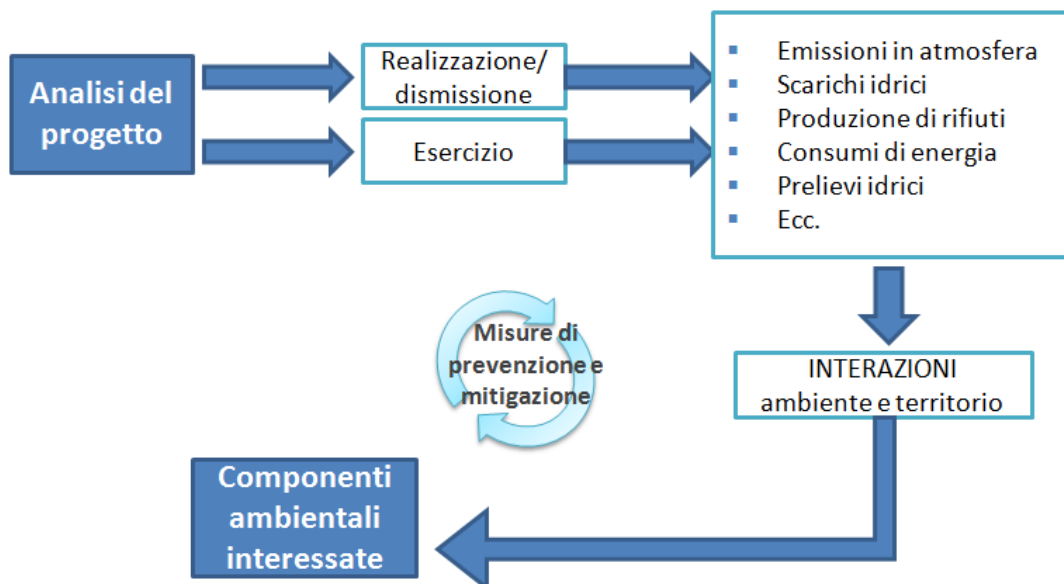 Analisi del
progetto
Realizzazione/
dismissione
Esercizio
▪ Emissioni in atmosfera
▪ Scarichi idrici
▪ Produzione di rifiuti
▪ Consumi di energia
▪ Prelievi idrici
▪ Ecc.
Misure di
prevenzione e
mitigazione
INTERAZIONI
ambiente e territorio
Componenti
ambientali
interessate